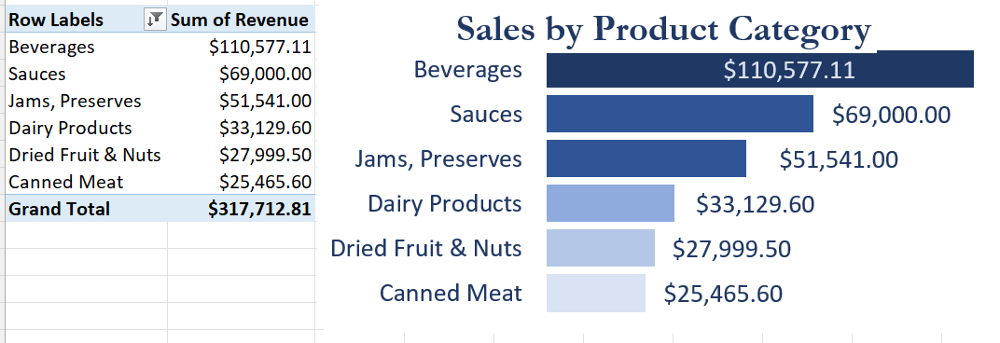 Row Labels Sum of Revenue
Beverages $110,577.11
Sauces $69,000.00
Jams, Preserves $51,541.00
Dairy Products $33,129.60
Dried Fruit & Nuts $27,999.50
Canned Meat $25,465.60
Grand Total $317,712.81
Sales by Product Category
Beverages $110,577.11
Sauces $69,000.00
Jams, Preserves $51,541.00
Dairy Products $33,129.60
Dried Fruit & Nuts $27,999.50
Canned Meat $25,465.60